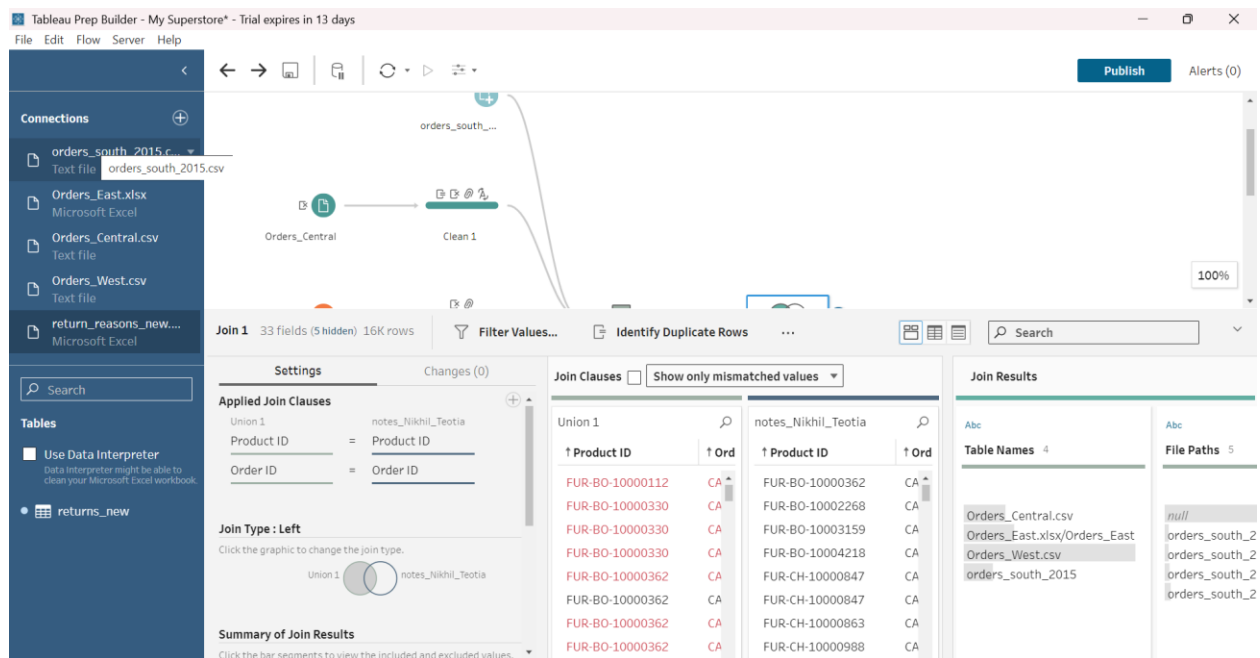 Tableau Prep Builder - My Superstore* - Trial expires in 13 days
File Edit Flow Server Help
Publish
Alerts (0)
Connections
orders_south_2015.c...
Text file
orders_south_2015.csv
Orders_East.xlsx
Microsoft Excel
Orders_Central.csv
Text file
Orders_West.csv
Text file
return_reasons_new....
Microsoft Excel
Search
Tables
Use Data Interpreter
Data Interpreter might be able to
clean your Microsoft Excel workbook.
returns_new
orders_south_...
Orders_Central
Clean 1
100%
Join 1 33 fields (5 hidden) 16K rows
Filter Values...
Identify Duplicate Rows
...
Search
Settings
Changes (0)
Applied Join Clauses
Union 1 notes_Nikhil_Teotia
Product ID = Product ID
Order ID = Order ID
Join Type : Left
Click the graphic to change the join type.
Union 1 notes_Nikhil_Teotia
Summary of Join Results
Click the bar segments to view the included and excluded values.
Join Clauses Show only mismatched values
Union 1
Product ID Ord
FUR-BO-10000112 CA
FUR-BO-10000330 CA
FUR-BO-10000330 CA
FUR-BO-10000330 CA
FUR-BO-10000362 CA
FUR-BO-10000362 CA
FUR-BO-10000362 CA
FUR-BO-10000362 CA
notes_Nikhil_Teotia
Product ID Ord
FUR-BO-10000362 CA
FUR-BO-10002268 CA
FUR-BO-10003159 CA
FUR-BO-10004218 CA
FUR-CH-10000847 CA
FUR-CH-10000847 CA
FUR-CH-10000863 CA
FUR-CH-10000988 CA
Join Results
Abc
Table Names 4
Orders_Central.csv
Orders_East.xlsx/Orders_East
Orders_West.csv
orders_south_2015
Abc
File Paths 5
null
orders_south_2
orders_south_2
orders_south_2
orders_south_2